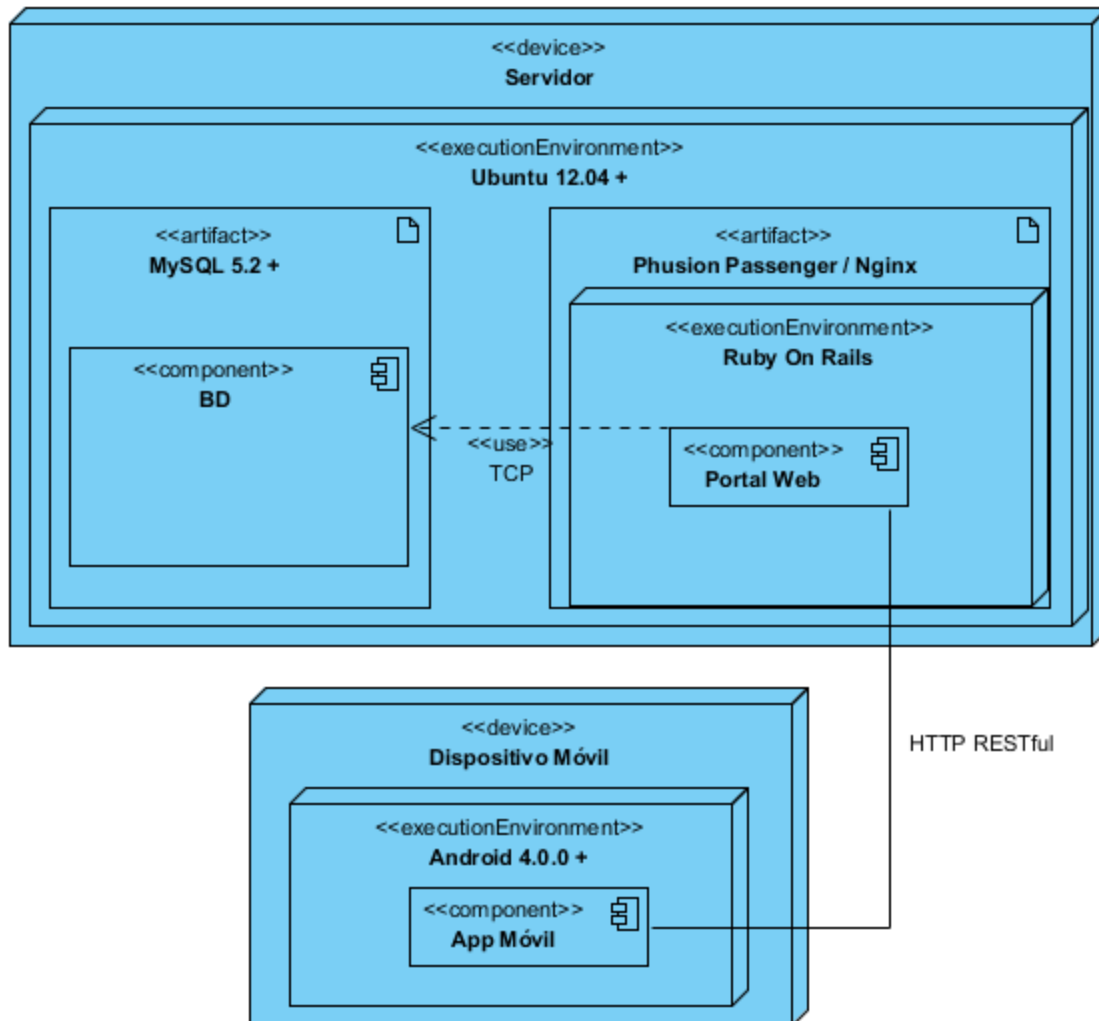 <<device>>
Servidor
<<executionEnvironment>>
Ubuntu 12.04 +
<<artifact>>
MySQL 5.2 +
<<component>>
BD
<<use>>
TCP
<<artifact>>
Phusion Passenger / Nginx
<<executionEnvironment>>
Ruby On Rails
<<component>>
Portal Web
HTTP RESTful
<<device>>
Dispositivo Móvil
<<executionEnvironment>>
Android 4.0.0 +
<<component>>
App Móvil